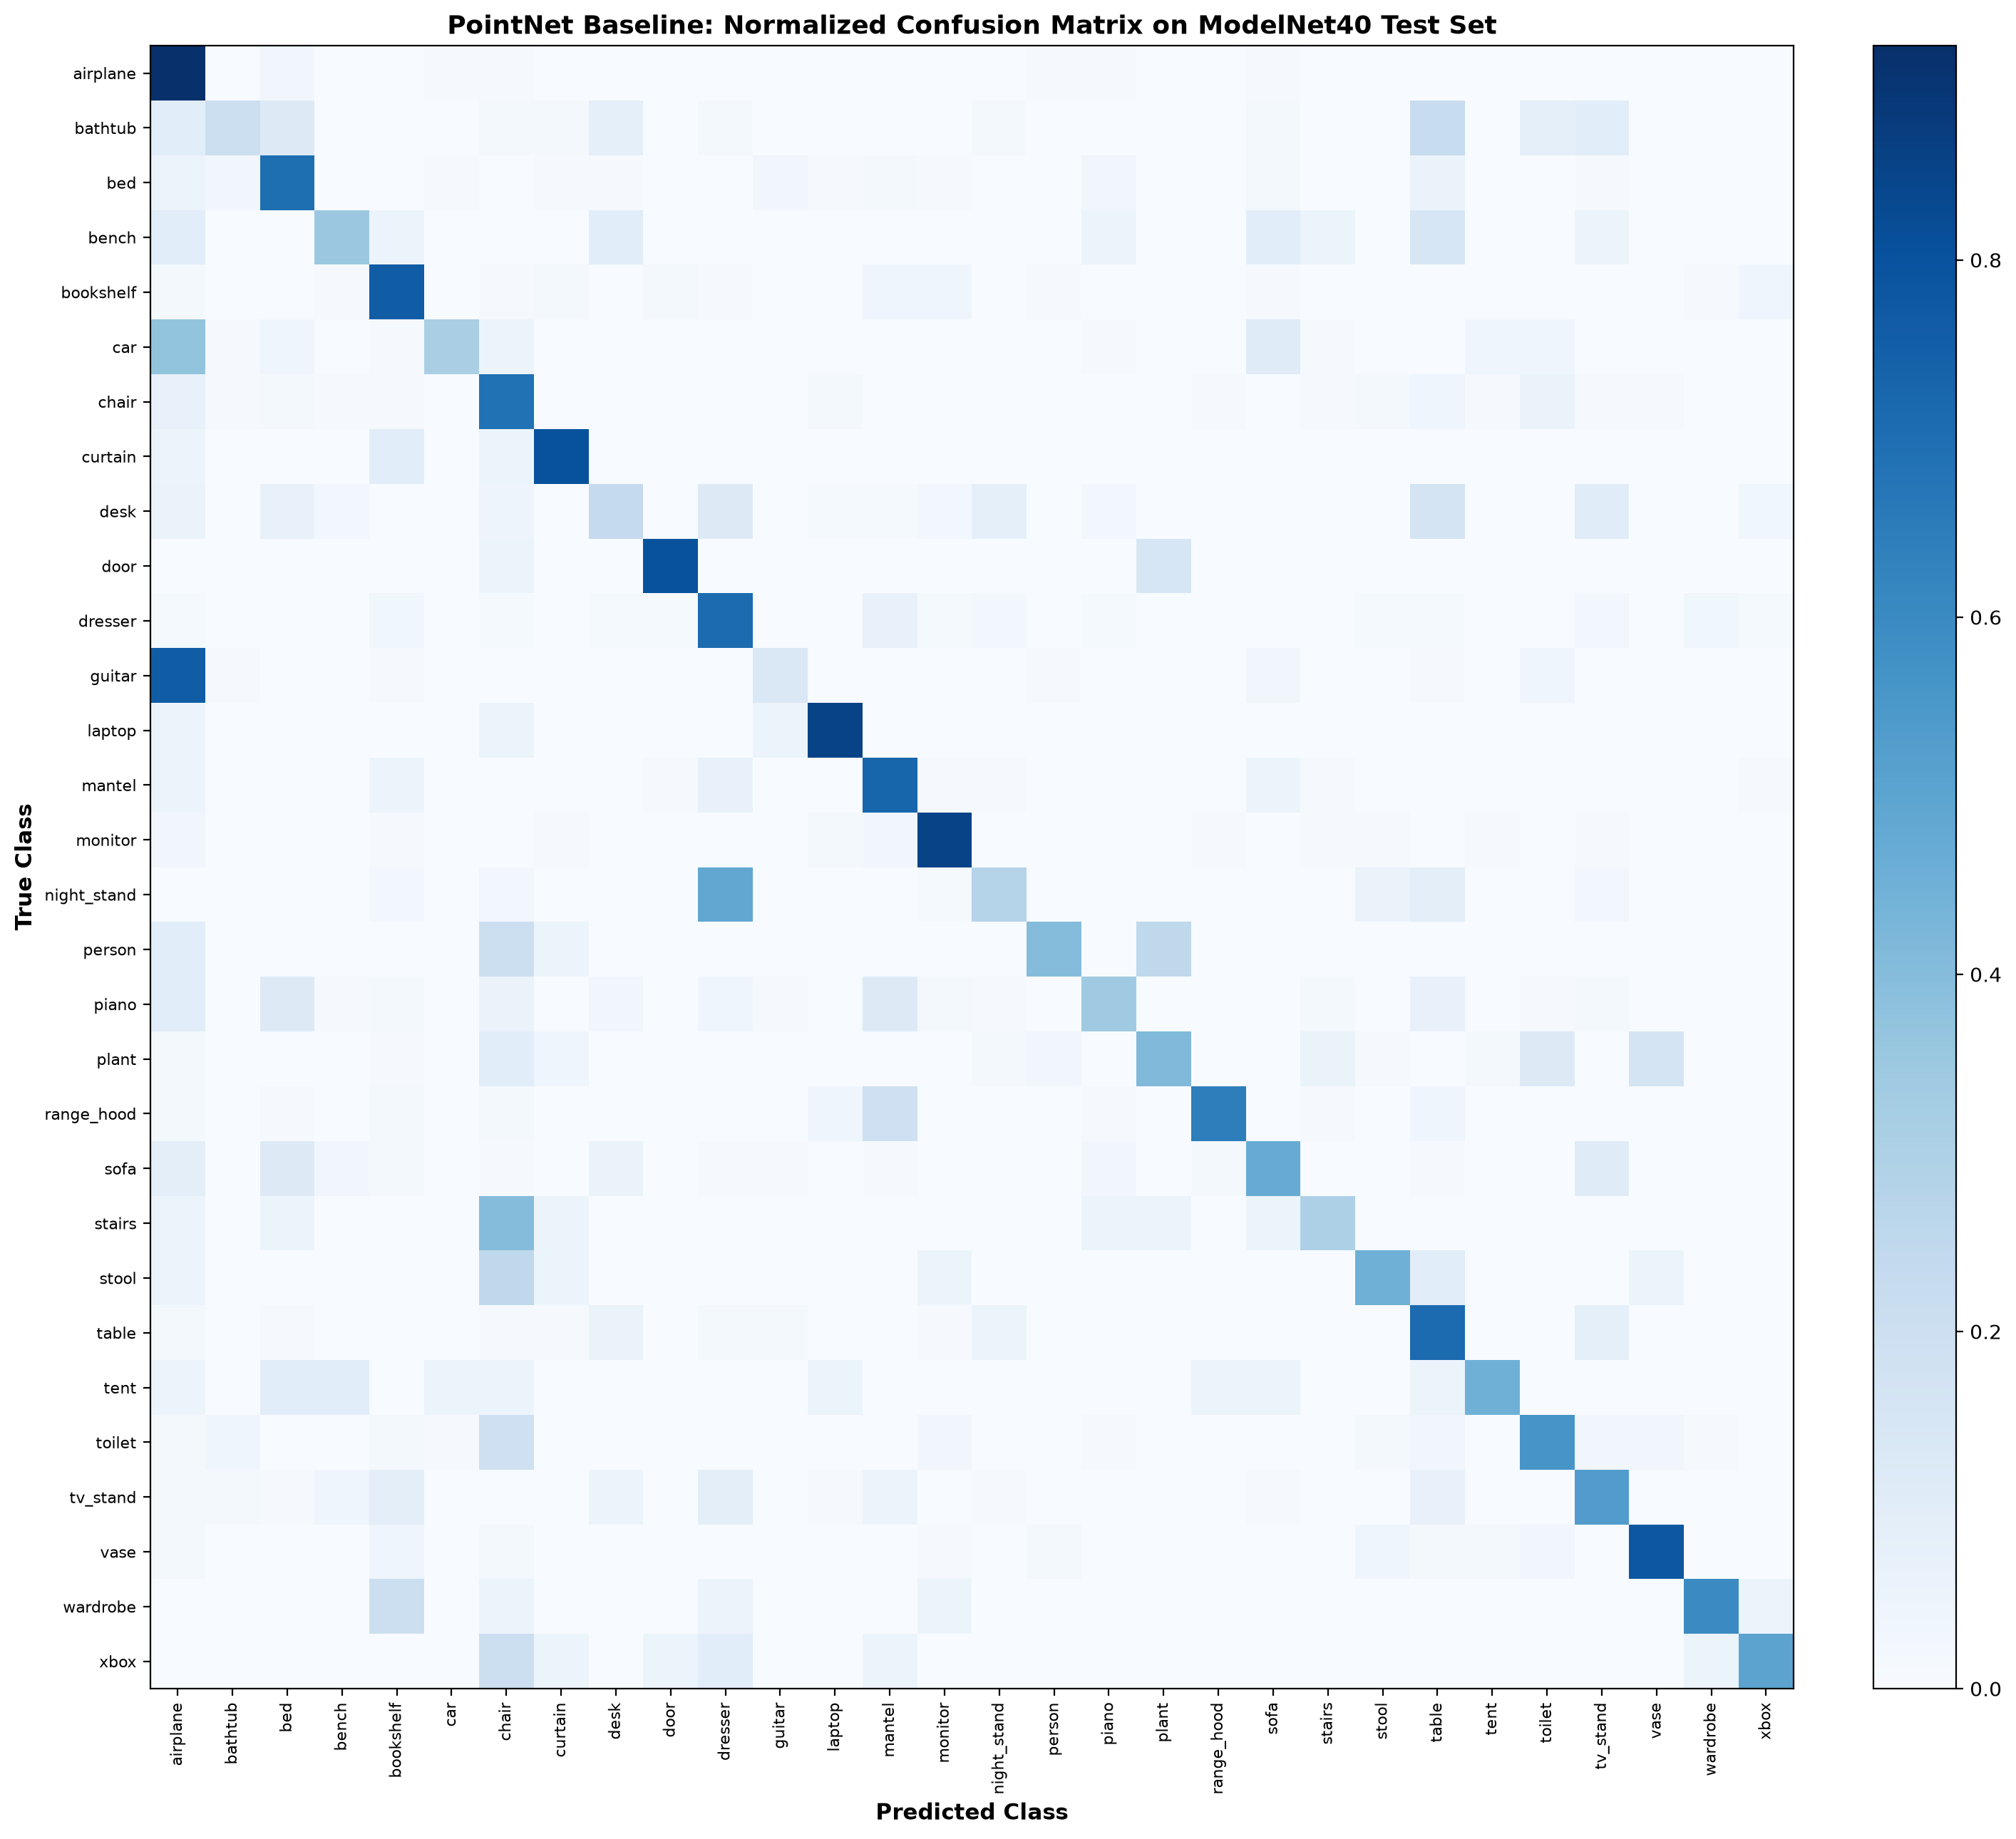 PointNet Baseline: Normalized Confusion Matrix on ModelNet40 Test Set
True Class
airplane
bathtub
bed
bench
bookshelf
car
chair
curtain
desk
door
dresser
guitar
laptop
mantel
monitor
night_stand
person
piano
plant
range_hood
sofa
stairs
stool
table
tent
toilet
tv_stand
vase
wardrobe
xbox
airplane
bathtub
bed
bench
bookshelf
car
chair
curtain
desk
door
dresser
guitar
laptop
mantel
monitor
night_stand
person
piano
plant
range_hood
sofa
stairs
stool
table
tent
toilet
tv_stand
vase
wardrobe
xbox
Predicted Class
0.8
0.6
0.4
0.2
0.0